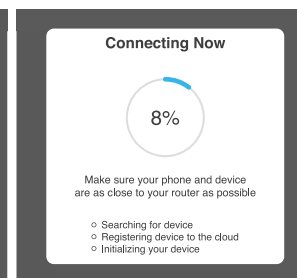 Connecting Now
8%
Make sure your phone and device
are as close to your router as possible
Searching for device
Registering device to the cloud
Initializing your device